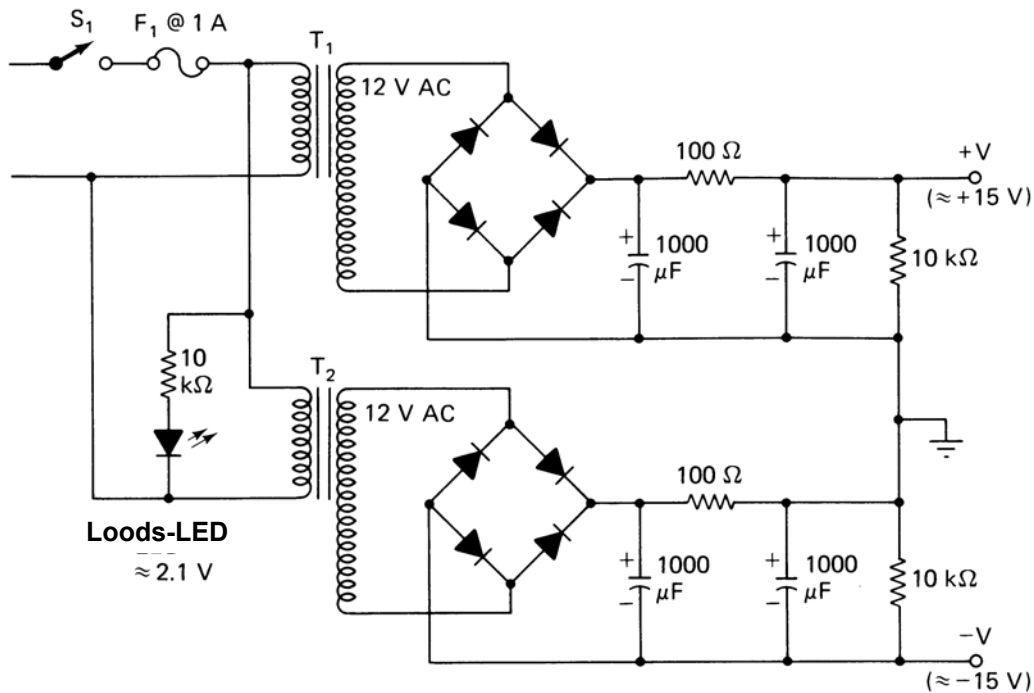 S₁
F₁ @ 1 A
T₁
12 V AC
100 Ω
+V
(≈ +15 V)
+
1000
µF
−
+
1000
µF
−
10 kΩ
10
kΩ
T₂
12 V AC
100 Ω
Loods-LED
≈ 2.1 V
+
1000
µF
−
+
1000
µF
−
10 kΩ
−V
(≈ −15 V)